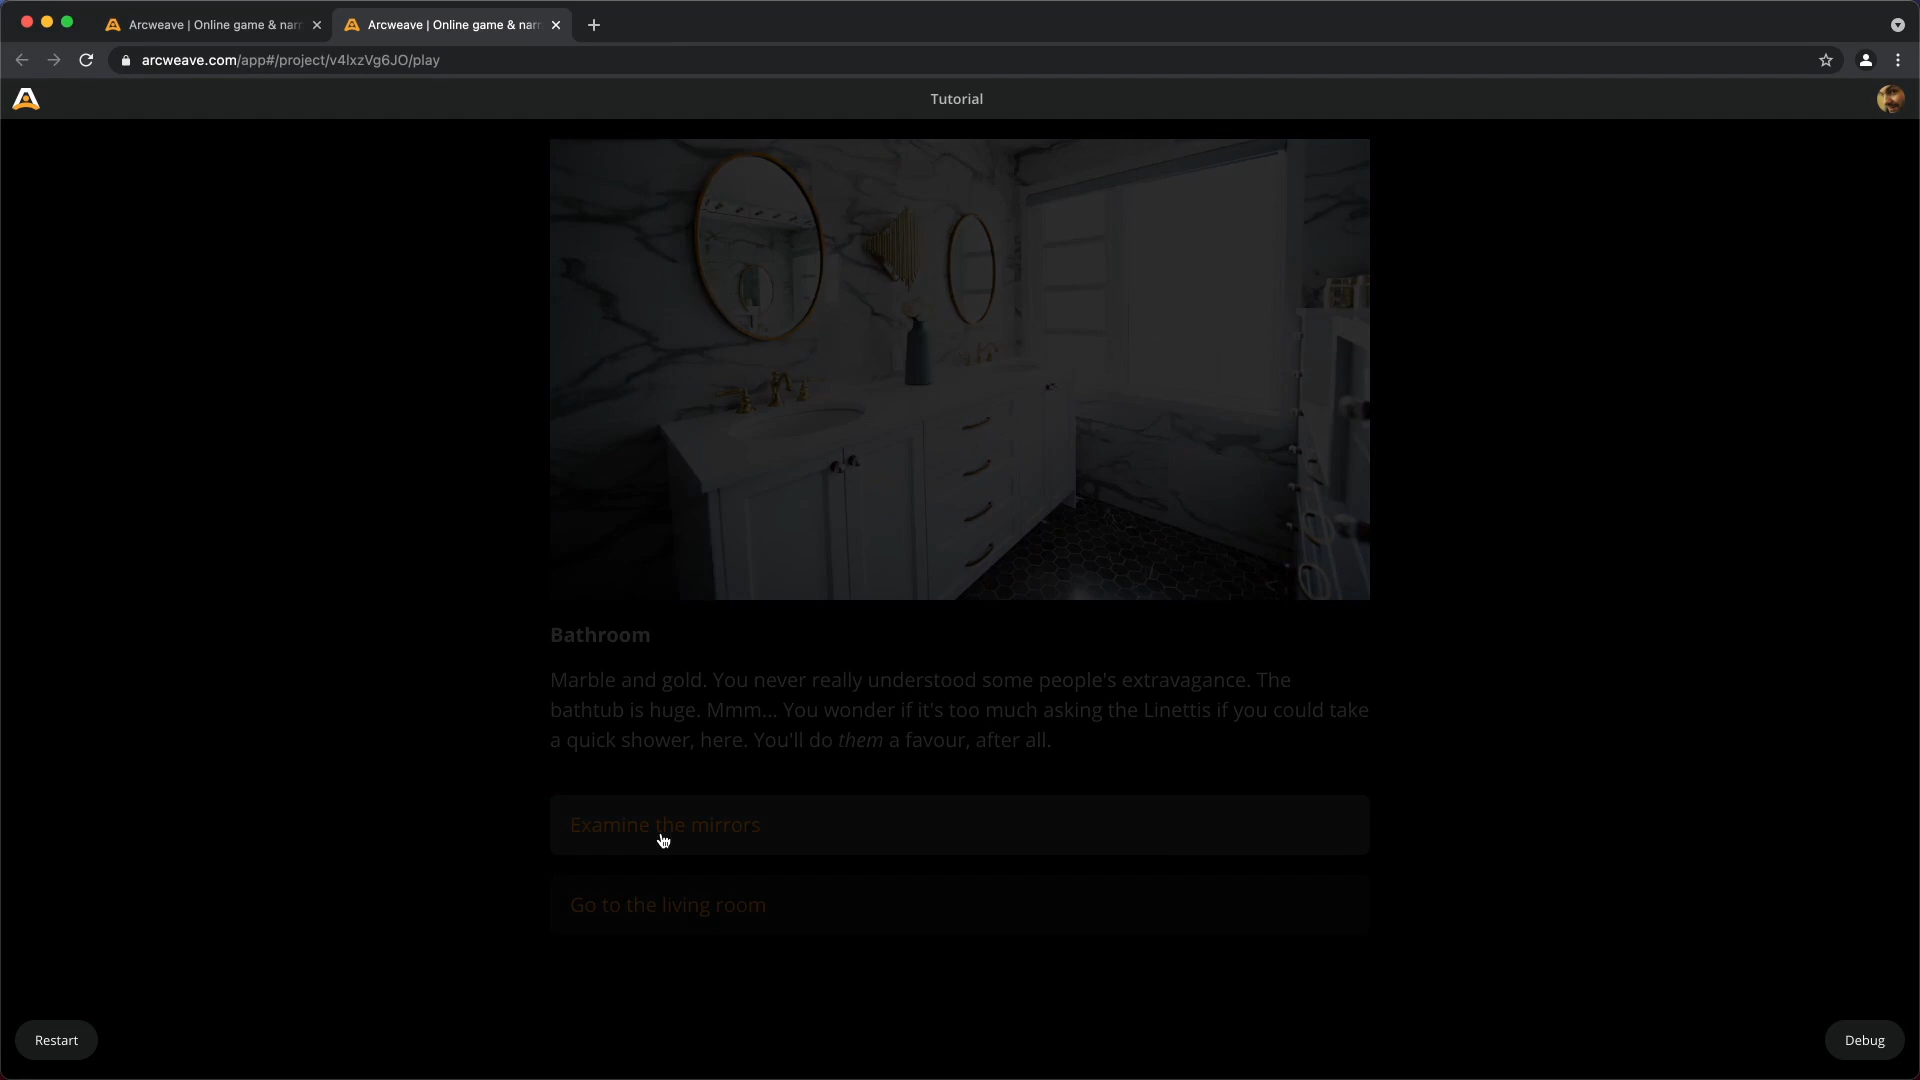 Arcweave | Online game & narr
Arcweave | Online game & narr
arcweave.com/app#/project/v4lxzVg6JO/play
Tutorial
Bathroom
Marble and gold. You never really understood some people's extravagance. The
bathtub is huge. Mmm... You wonder if it's too much asking the Linettis if you could take
a quick shower, here. You'll do them a favour, after all.
Examine the mirrors
Go to the living room
Restart
Debug